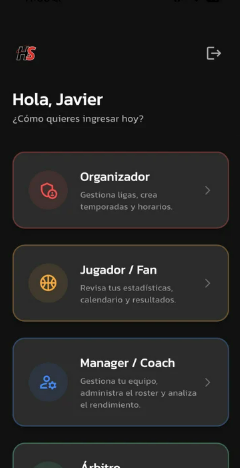 HS
Hola, Javier
¿Cómo quieres ingresar hoy?
Organizador
Gestiona ligas, crea
temporadas y horarios.
Jugador / Fan
Revisa tus estadísticas,
calendario y resultados.
Manager / Coach
Gestiona tu equipo,
administra el roster y analiza
el rendimiento.
Árbitro